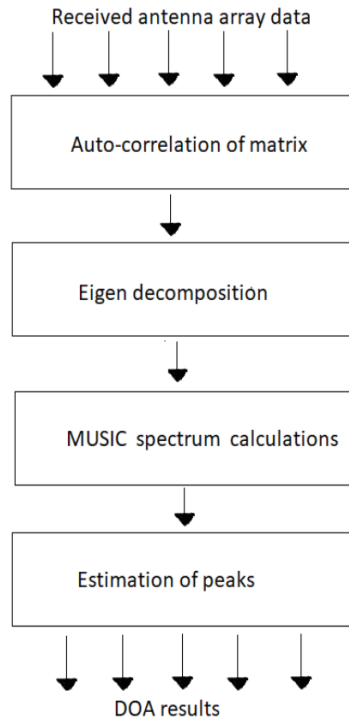 Received antenna array data
Auto-correlation of matrix
Eigen decomposition
MUSIC spectrum calculations
Estimation of peaks
DOA results